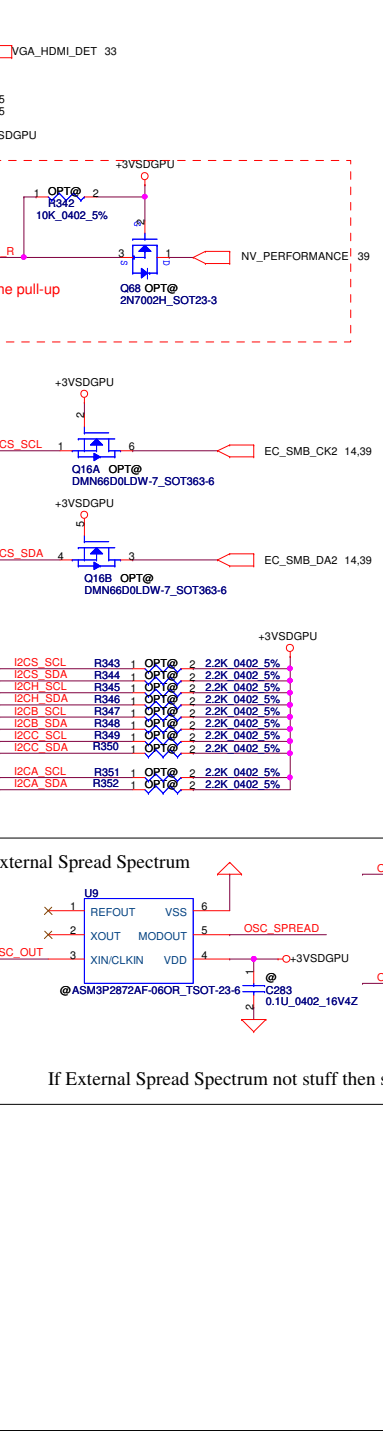 VGA_HDMI_DET 33
5
5
SDGPU
+3VSDGPU
1 OPT@ 2
R342
10K_0402_5%
2
G
_R
3
S
D
1
NV_PERFORMANCE 39
ne pull-up
Q68 OPT@
2N7002H_SOT23-3
+3VSDGPU
2
CS_SCL 1 6 EC_SMB_CK2 14,39
Q16A OPT@
DMN66D0LDW-7_SOT363-6
+3VSDGPU
5
CS_SDA 4 3 EC_SMB_DA2 14,39
Q16B OPT@
DMN66D0LDW-7_SOT363-6
+3VSDGPU
I2CS_SCL R343 1 OPT@ 2 2.2K_0402_5%
I2CS_SDA R344 1 OPT@ 2 2.2K_0402_5%
I2CH_SCL R345 1 OPT@ 2 2.2K_0402_5%
I2CH_SDA R346 1 OPT@ 2 2.2K_0402_5%
I2CB_SCL R347 1 OPT@ 2 2.2K_0402_5%
I2CB_SDA R348 1 OPT@ 2 2.2K_0402_5%
I2CC_SCL R349 1 OPT@ 2 2.2K_0402_5%
I2CC_SDA R350 1 OPT@ 2 2.2K_0402_5%
I2CA_SCL R351 1 OPT@ 2 2.2K_0402_5%
I2CA_SDA R352 1 OPT@ 2 2.2K_0402_5%
xternal Spread Spectrum
U9
1 REFOUT VSS 6
2 XOUT MODOUT 5 OSC_SPREAD
SC_OUT 3 XIN/CLKIN VDD 4 +3VSDGPU
@ ASM3P2872AF-06OR_TSOT-23-6
1
@
C283
0.1U_0402_16V4Z
2
If External Spread Spectrum not stuff then s